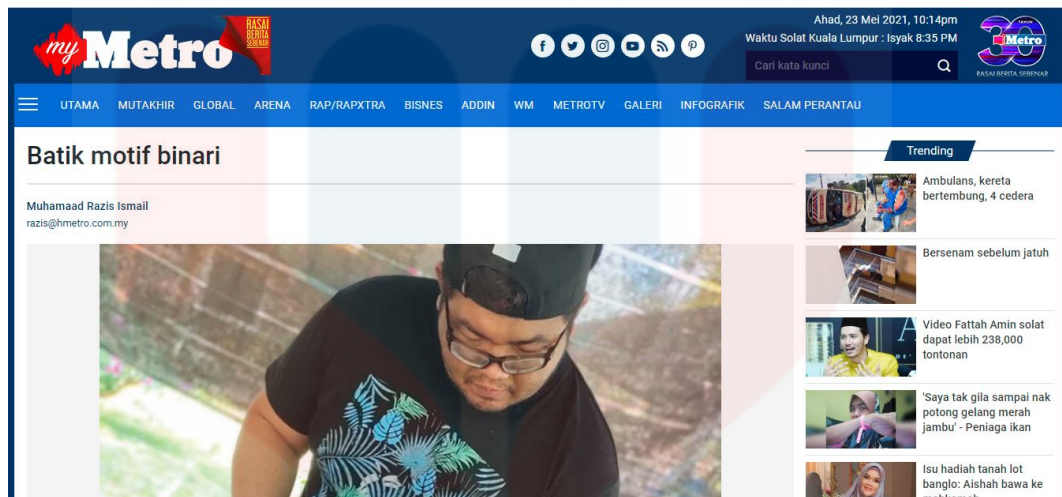 my Metro
RASAI
BERITA
SEBENAR
Ahad, 23 Mei 2021, 10:14pm
Waktu Solat Kuala Lumpur : Isyak 8:35 PM
Cari kata kunci
30 TAHUN
Metro
RASAI BERITA SEBENAR
UTAMA MUTAKHIR GLOBAL ARENA RAP/RAPXTRA BISNES ADDIN WM METROTV GALERI INFOGRAFIK SALAM PERANTAU
Batik motif binari
Muhamaad Razis Ismail
razis@hmetro.com.my
Trending
Ambulans, kereta
bertembung, 4 cedera
Bersenam sebelum jatuh
Video Fattah Amin solat
dapat lebih 238,000
tontonan
'Saya tak gila sampai nak
potong gelang merah
jambu' - Peniaga ikan
Isu hadiah tanah lot
banglo: Aishah bawa ke